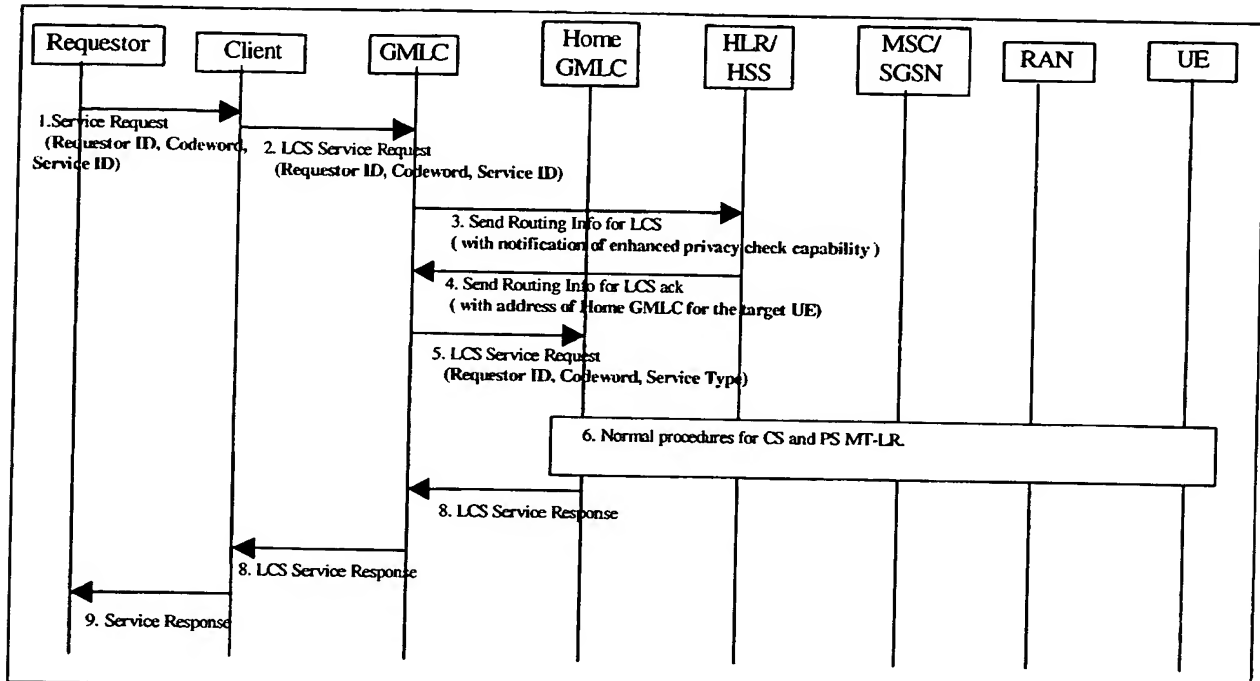 Requestor
Client
GMLC
Home
GMLC
HLR/
HSS
MSC/
SGSN
RAN
UE
1.Service Request
(Requestor ID, Codeword,
Service ID)
2. LCS Service Request
(Requestor ID, Codeword, Service ID)
3. Send Routing Info for LCS
( with notification of enhanced privacy check capability )
4. Send Routing Info for LCS ack
( with address of Home GMLC for the target UE)
5. LCS Service Request
(Requestor ID, Codeword, Service Type)
6. Normal procedures for CS and PS MT-LR.
8. LCS Service Response
8. LCS Service Response
9. Service Response